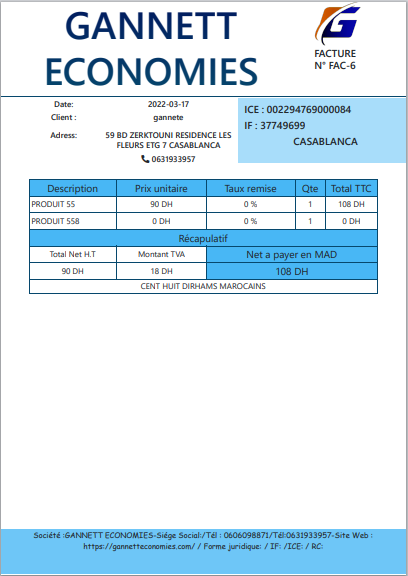 GANNETT
ECONOMIES
G
FACTURE
N° FAC-6
Date: 2022-03-17
Client : gannete
Adress: 59 BD ZERKTOUNI RESIDENCE LES
FLEURS ETG 7 CASABLANCA
0631933957
ICE : 002294769000084
IF : 37749699
CASABLANCA
Description Prix unitaire Taux remise Qte Total TTC
PRODUIT 55 90 DH 0 % 1 108 DH
PRODUIT 558 0 DH 0 % 1 0 DH
Récapulatif
Total Net H.T Montant TVA Net a payer en MAD
90 DH 18 DH 108 DH
CENT HUIT DIRHAMS MAROCAINS
Société :GANNETT ECONOMIES-Siége Social:/Tél : 0606098871/Tél:0631933957-Site Web :
https://gannetteconomies.com/ / Forme juridique: / IF: /ICE: / RC: